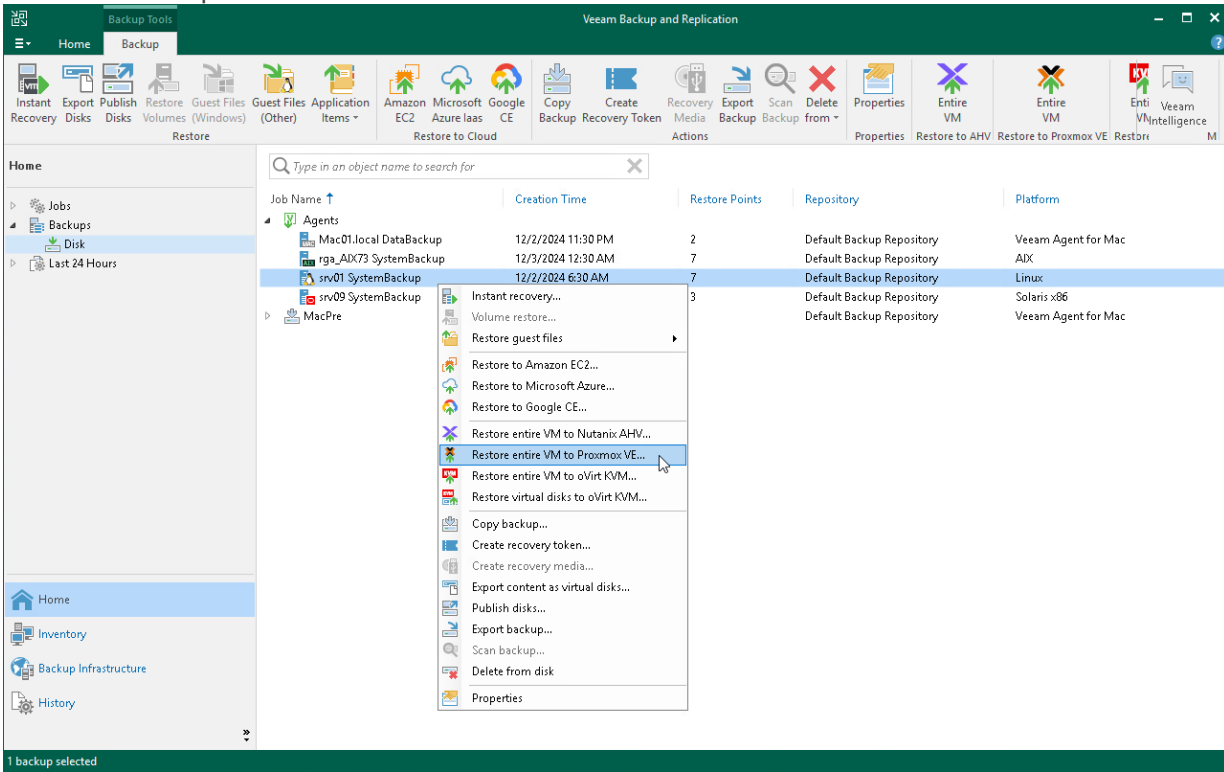 Backup Tools
Veeam Backup and Replication
Home Backup
Instant Recovery
Export Disks
Publish Disks
Restore Volumes
Guest Files (Windows)
Guest Files (Other)
Application Items
Amazon EC2
Microsoft Azure Iaas
Google CE
Copy Backup
Create Recovery Token
Recovery Media
Export Backup
Scan Backup
Delete from
Properties
Entire VM
Entire VM
Enti VM
Veeam Intelligence
Restore
Restore to Cloud
Actions
Properties
Restore to AHV
Restore to Proxmox VE
Restore
M
Home
Type in an object name to search for
Jobs
Backups
Disk
Last 24 Hours
Job Name Creation Time Restore Points Repository Platform
Agents
Mac01.local DataBackup 12/2/2024 11:30 PM 2 Default Backup Repository Veeam Agent for Mac
rga_AIX73 SystemBackup 12/3/2024 12:30 AM 7 Default Backup Repository AIX
srv01 SystemBackup 12/2/2024 6:30 AM 7 Default Backup Repository Linux
srv09 SystemBackup 3 Default Backup Repository Solaris x86
MacPre Default Backup Repository Veeam Agent for Mac
Instant recovery...
Volume restore...
Restore guest files
Restore to Amazon EC2...
Restore to Microsoft Azure...
Restore to Google CE...
Restore entire VM to Nutanix AHV...
Restore entire VM to Proxmox VE...
Restore entire VM to oVirt KVM...
Restore virtual disks to oVirt KVM...
Copy backup...
Create recovery token...
Create recovery media...
Export content as virtual disks...
Publish disks...
Export backup...
Scan backup...
Delete from disk
Properties
Home
Inventory
Backup Infrastructure
History
1 backup selected